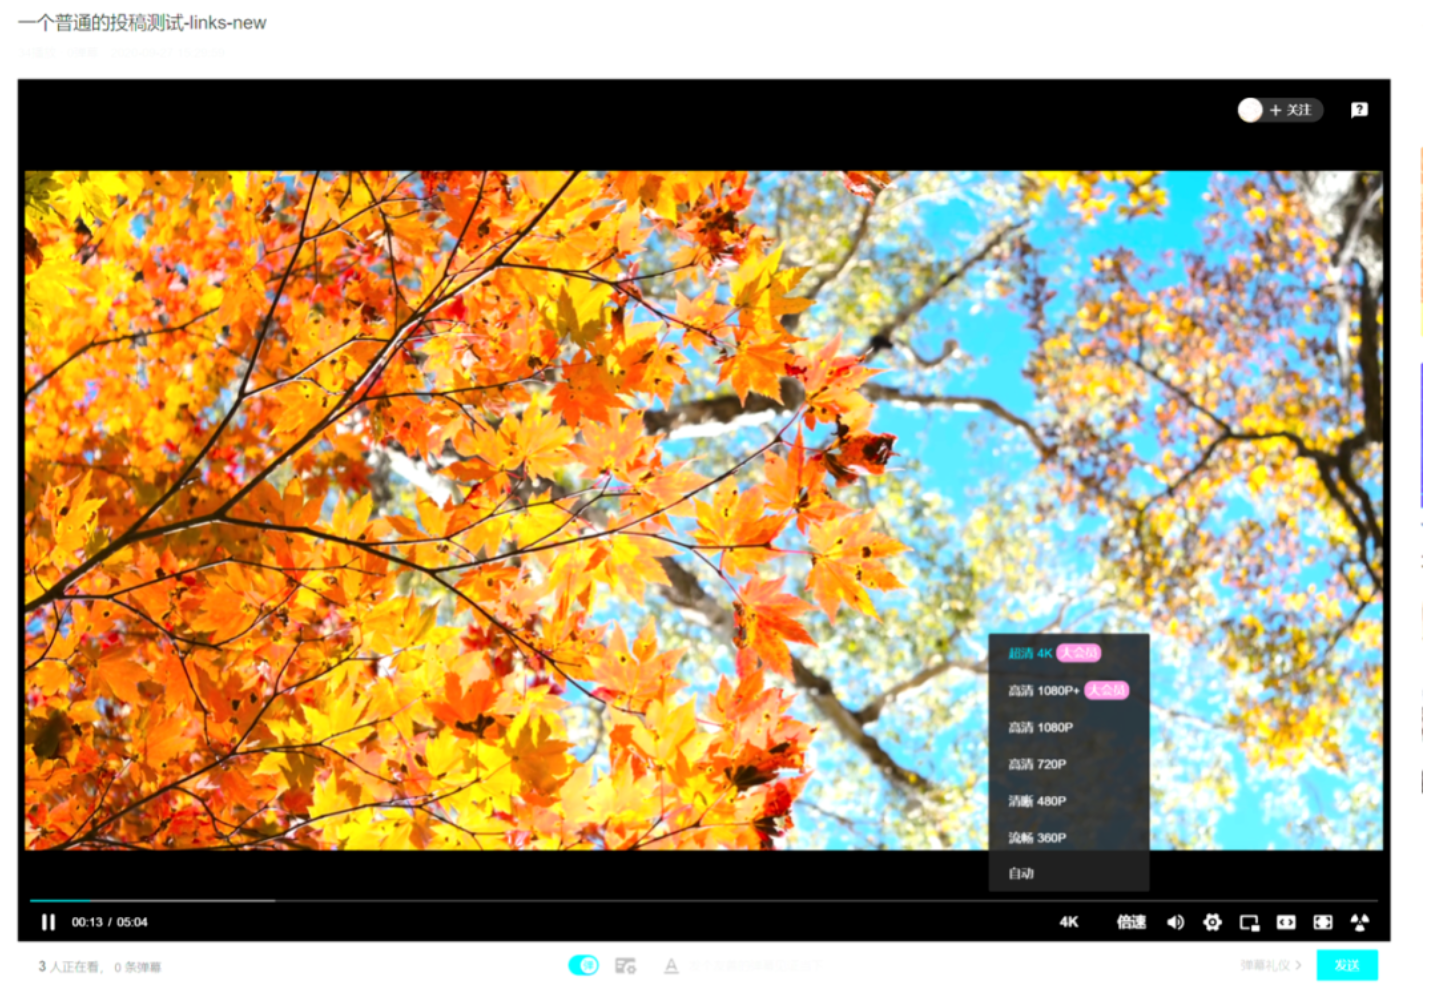 一个普通的投稿测试-links-new
+ 关注
超清 4K 大会员
高清 1080P+ 大会员
高清 1080P
高清 720P
清晰 480P
流畅 360P
自动
00:13 / 05:04
4K
倍速
3 人正在看， 0 条弹幕
弹
A
弹幕礼仪 >
发送